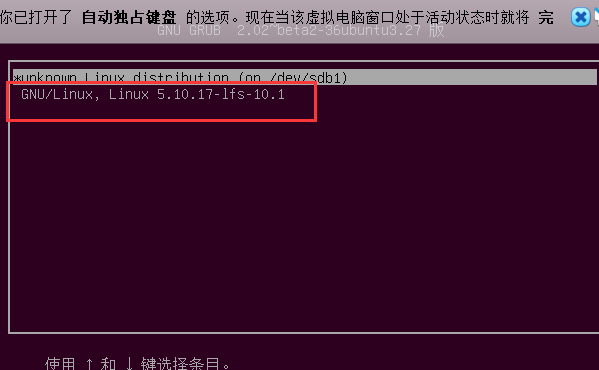 你已打开了 自动独占键盘 的选项。现在当该虚拟电脑窗口处于活动状态时就将 完
GNU GRUB 2.02~beta2-36ubuntu3.27 版
*unknown Linux distribution (on /dev/sdb1)
GNU/Linux, Linux 5.10.17-lfs-10.1
使用 ↑ 和 ↓ 键选择条目。